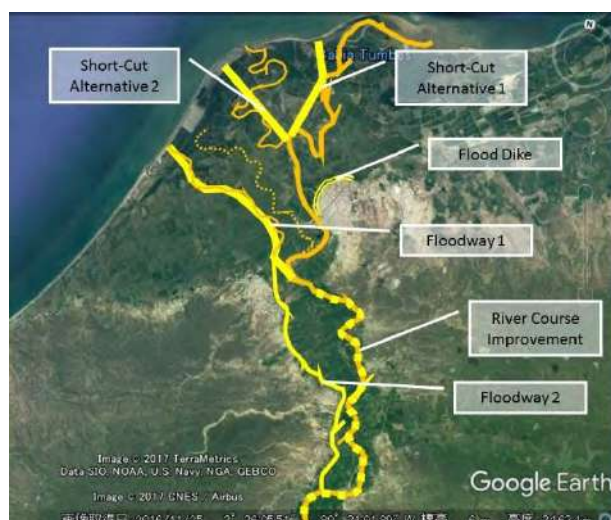 Short-Cut
Alternative 2
Short-Cut
Alternative 1
Flood Dike
Floodway 1
River Course
Improvement
Floodway 2
Image © 2017 TerraMetrics
Data SIO, NOAA, U.S. Navy, NGA, GEBCO
Image © 2017 CNES / Airbus
Google Earth